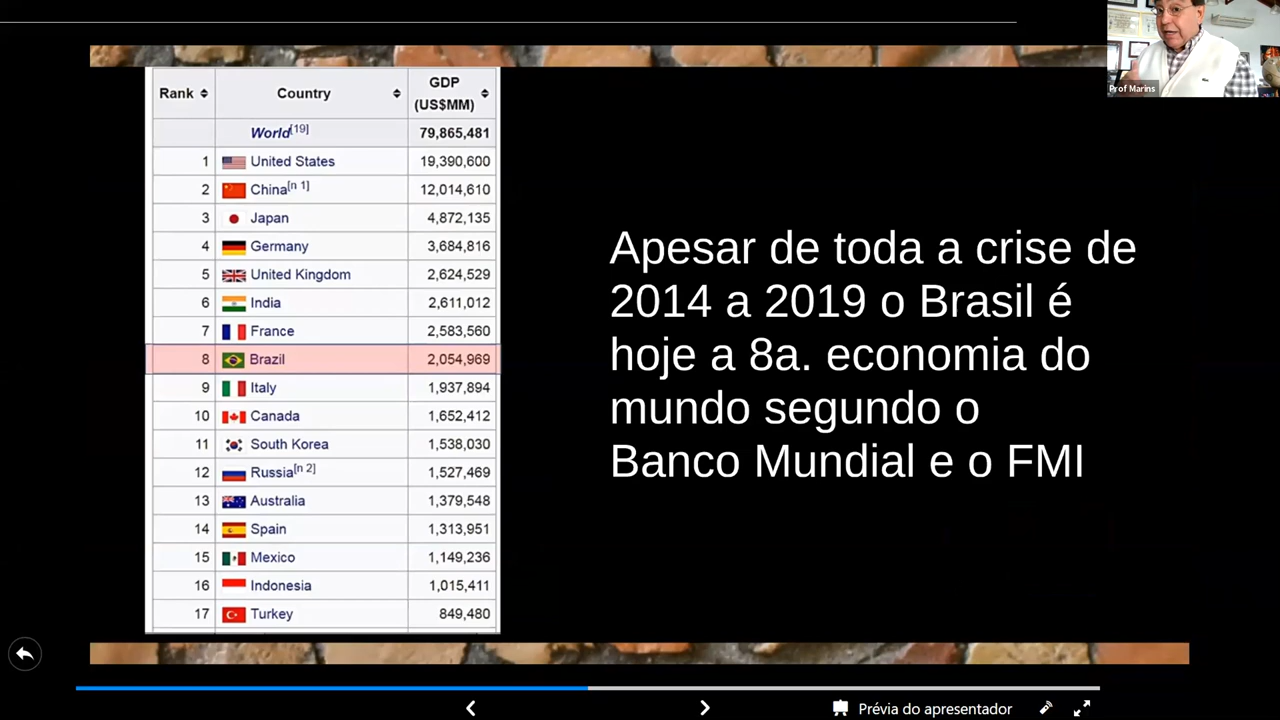 Prof Marins
Rank Country GDP (US$MM)
World[19] 79,865,481
1 United States 19,390,600
2 China[n 1] 12,014,610
3 Japan 4,872,135
4 Germany 3,684,816
5 United Kingdom 2,624,529
6 India 2,611,012
7 France 2,583,560
8 Brazil 2,054,969
9 Italy 1,937,894
10 Canada 1,652,412
11 South Korea 1,538,030
12 Russia[n 2] 1,527,469
13 Australia 1,379,548
14 Spain 1,313,951
15 Mexico 1,149,236
16 Indonesia 1,015,411
17 Turkey 849,480
Apesar de toda a crise de
2014 a 2019 o Brasil é
hoje a 8a. economia do
mundo segundo o
Banco Mundial e o FMI
Prévia do apresentador